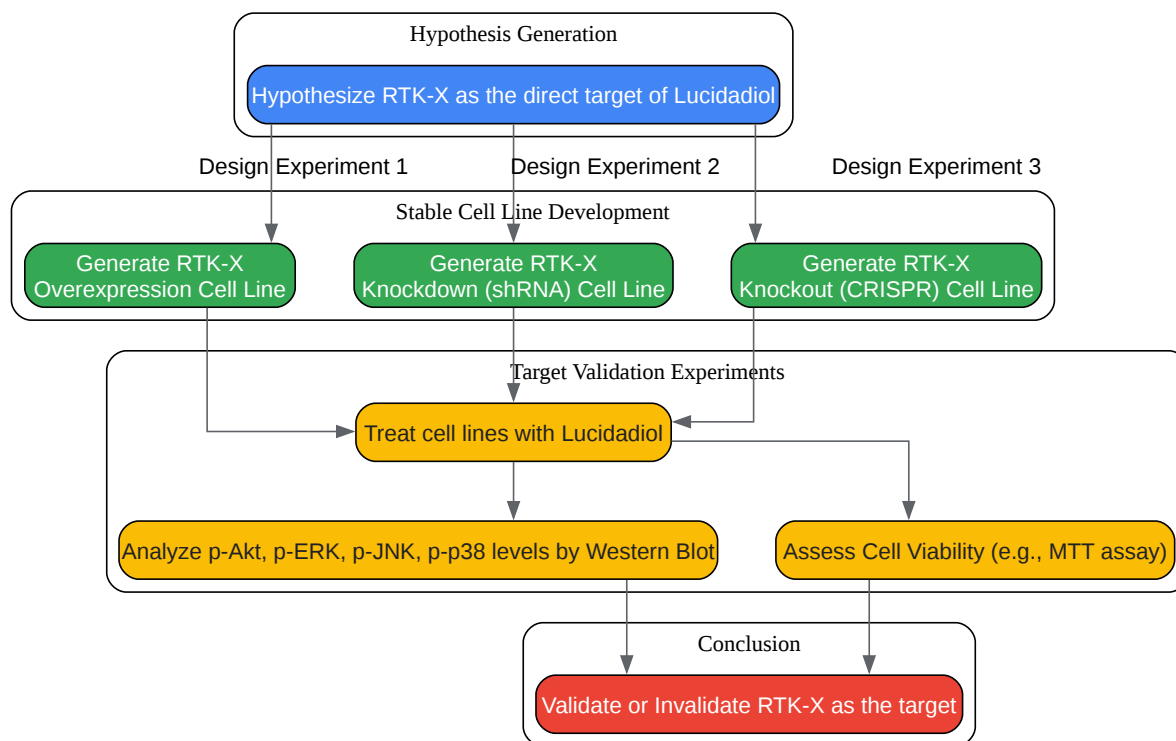 Hypothesis Generation
Hypothesize RTK-X as the direct target of Lucidadiol
Design Experiment 1
Design Experiment 2
Design Experiment 3
Stable Cell Line Development
Generate RTK-X
Overexpression Cell Line
Generate RTK-X
Knockdown (shRNA) Cell Line
Generate RTK-X
Knockout (CRISPR) Cell Line
Target Validation Experiments
Treat cell lines with Lucidadiol
Analyze p-Akt, p-ERK, p-JNK, p-p38 levels by Western Blot
Assess Cell Viability (e.g., MTT assay)
Conclusion
Validate or Invalidate RTK-X as the target